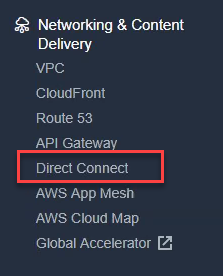 Networking & Content
Delivery
VPC
CloudFront
Route 53
API Gateway
Direct Connect
AWS App Mesh
AWS Cloud Map
Global Accelerator